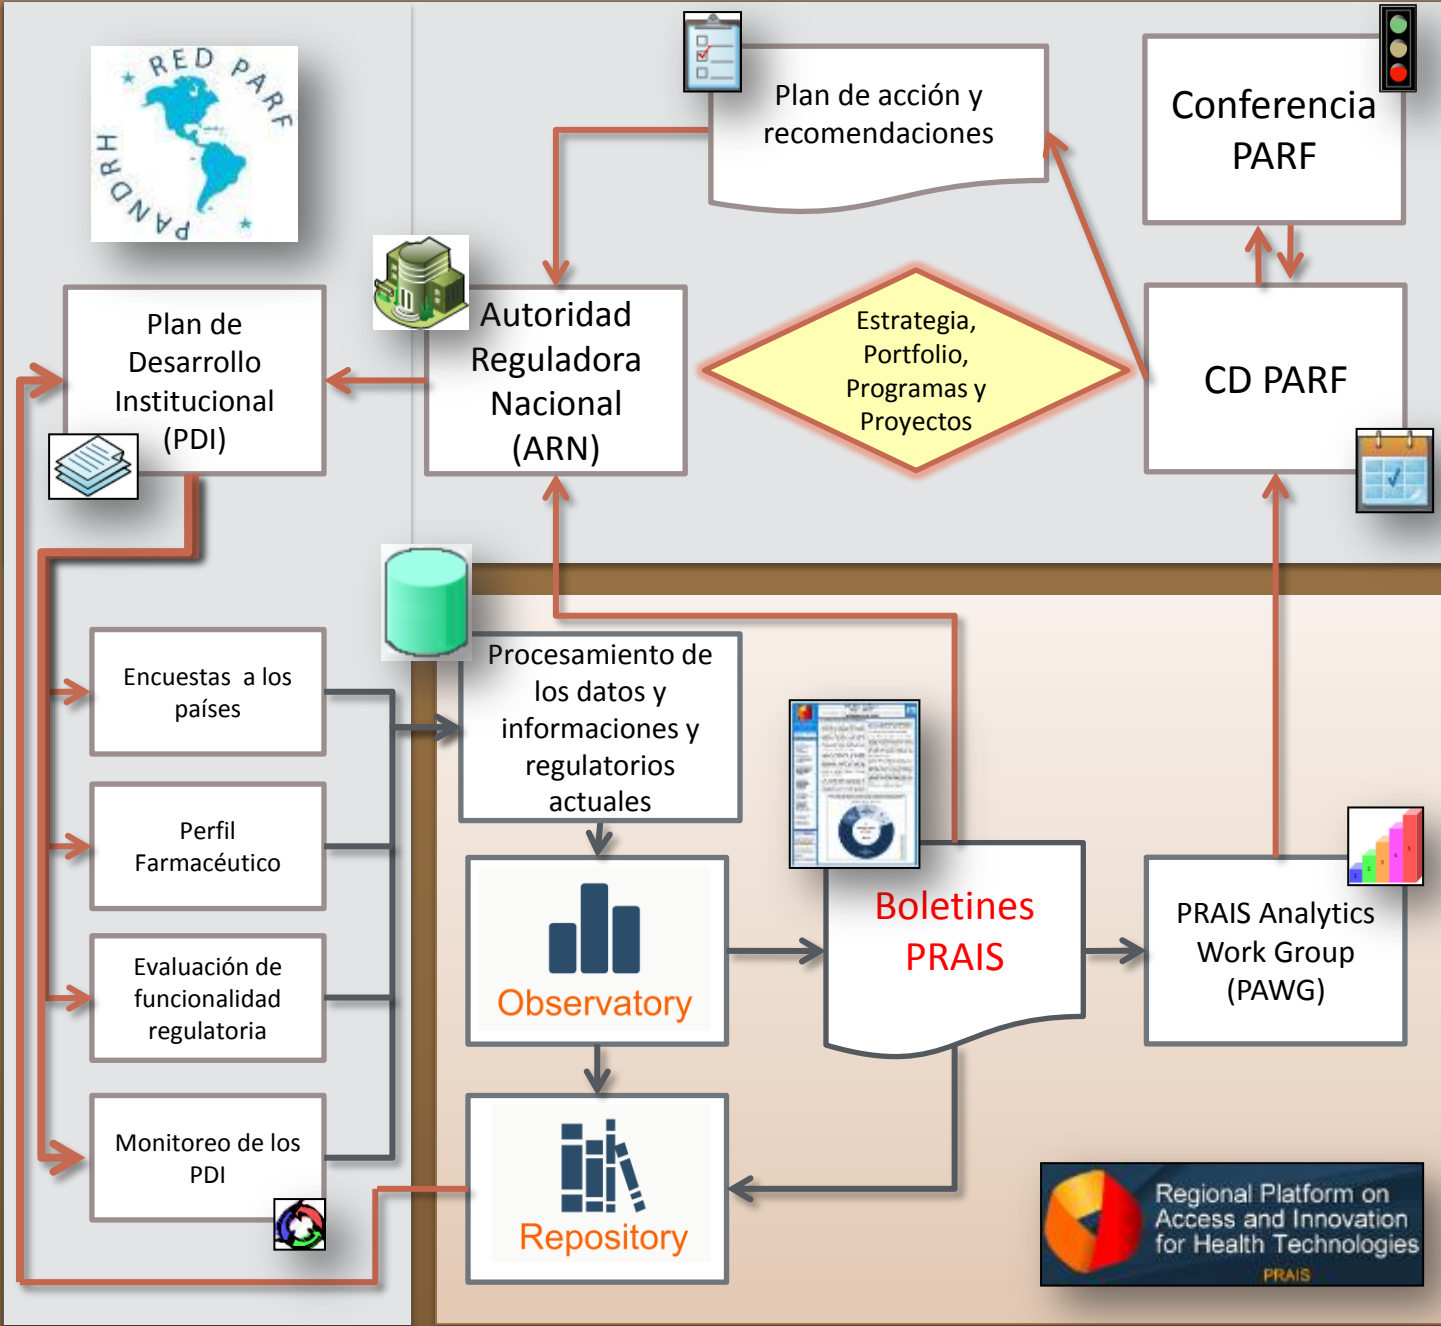 RED PARF
PANDRH
Plan de acción y
recomendaciones
Conferencia
PARF
Plan de
Desarrollo
Institucional
(PDI)
Autoridad
Reguladora
Nacional
(ARN)
Estrategia,
Portfolio,
Programas y
Proyectos
CD PARF
Encuestas  a los
países
Perfil
Farmacéutico
Evaluación de
funcionalidad
regulatoria
Monitoreo de los
PDI
Procesamiento de
los datos y
informaciones y
regulatorios
actuales
Observatory
Repository
Boletines
PRAIS
PRAIS Analytics
Work Group
(PAWG)
Regional Platform on
Access and Innovation
for Health Technologies
PRAIS